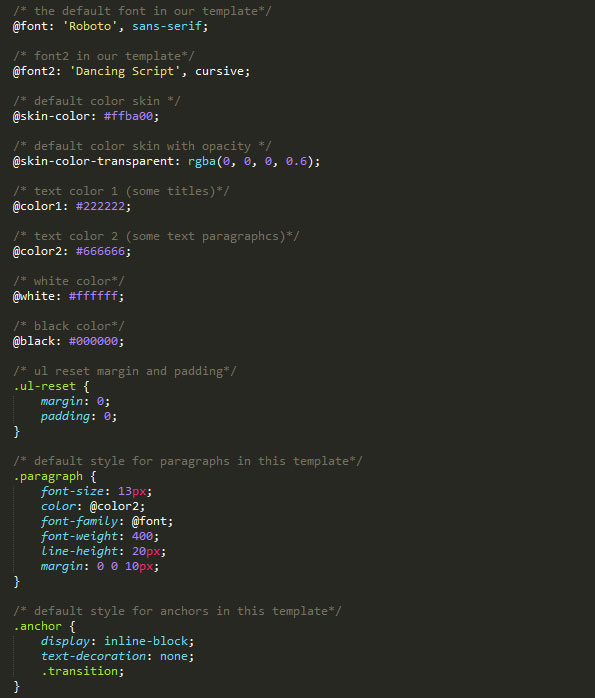 /* the default font in our template*/
@font: 'Roboto', sans-serif;
/* font2 in our template*/
@font2: 'Dancing Script', cursive;
/* default color skin */
@skin-color: #ffba00;
/* default color skin with opacity */
@skin-color-transparent: rgba(0, 0, 0, 0.6);
/* text color 1 (some titles)*/
@color1: #222222;
/* text color 2 (some text paragraphcs)*/
@color2: #666666;
/* white color*/
@white: #ffffff;
/* black color*/
@black: #000000;
/* ul reset margin and padding*/
.ul-reset {
    margin: 0;
    padding: 0;
}
/* default style for paragraphs in this template*/
.paragraph {
    font-size: 13px;
    color: @color2;
    font-family: @font;
    font-weight: 400;
    line-height: 20px;
    margin: 0 0 10px;
}
/* default style for anchors in this template*/
.anchor {
    display: inline-block;
    text-decoration: none;
    .transition;
}